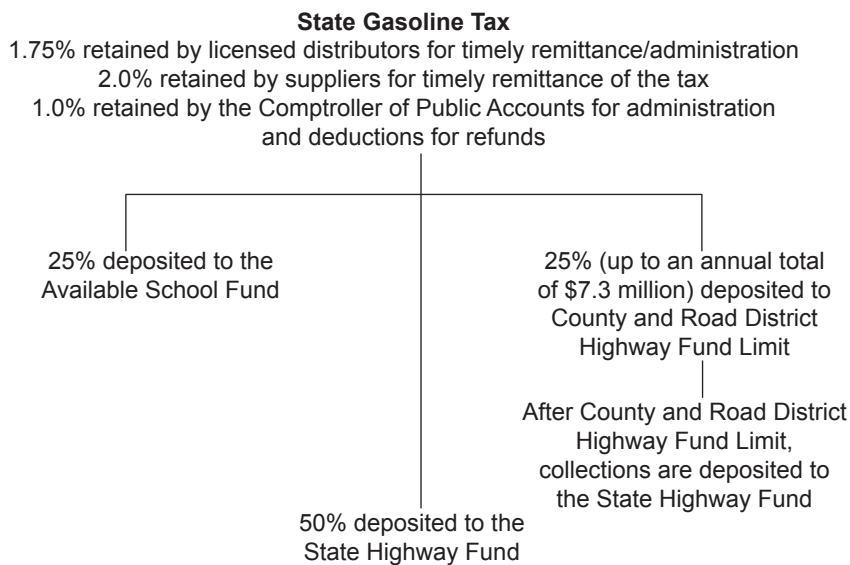 State Gasoline Tax
1.75% retained by licensed distributors for timely remittance/administration
2.0% retained by suppliers for timely remittance of the tax
1.0% retained by the Comptroller of Public Accounts for administration
and deductions for refunds
25% deposited to the
Available School Fund
25% (up to an annual total
of $7.3 million) deposited to
County and Road District
Highway Fund Limit
After County and Road District
Highway Fund Limit,
collections are deposited to
the State Highway Fund
50% deposited to the
State Highway Fund